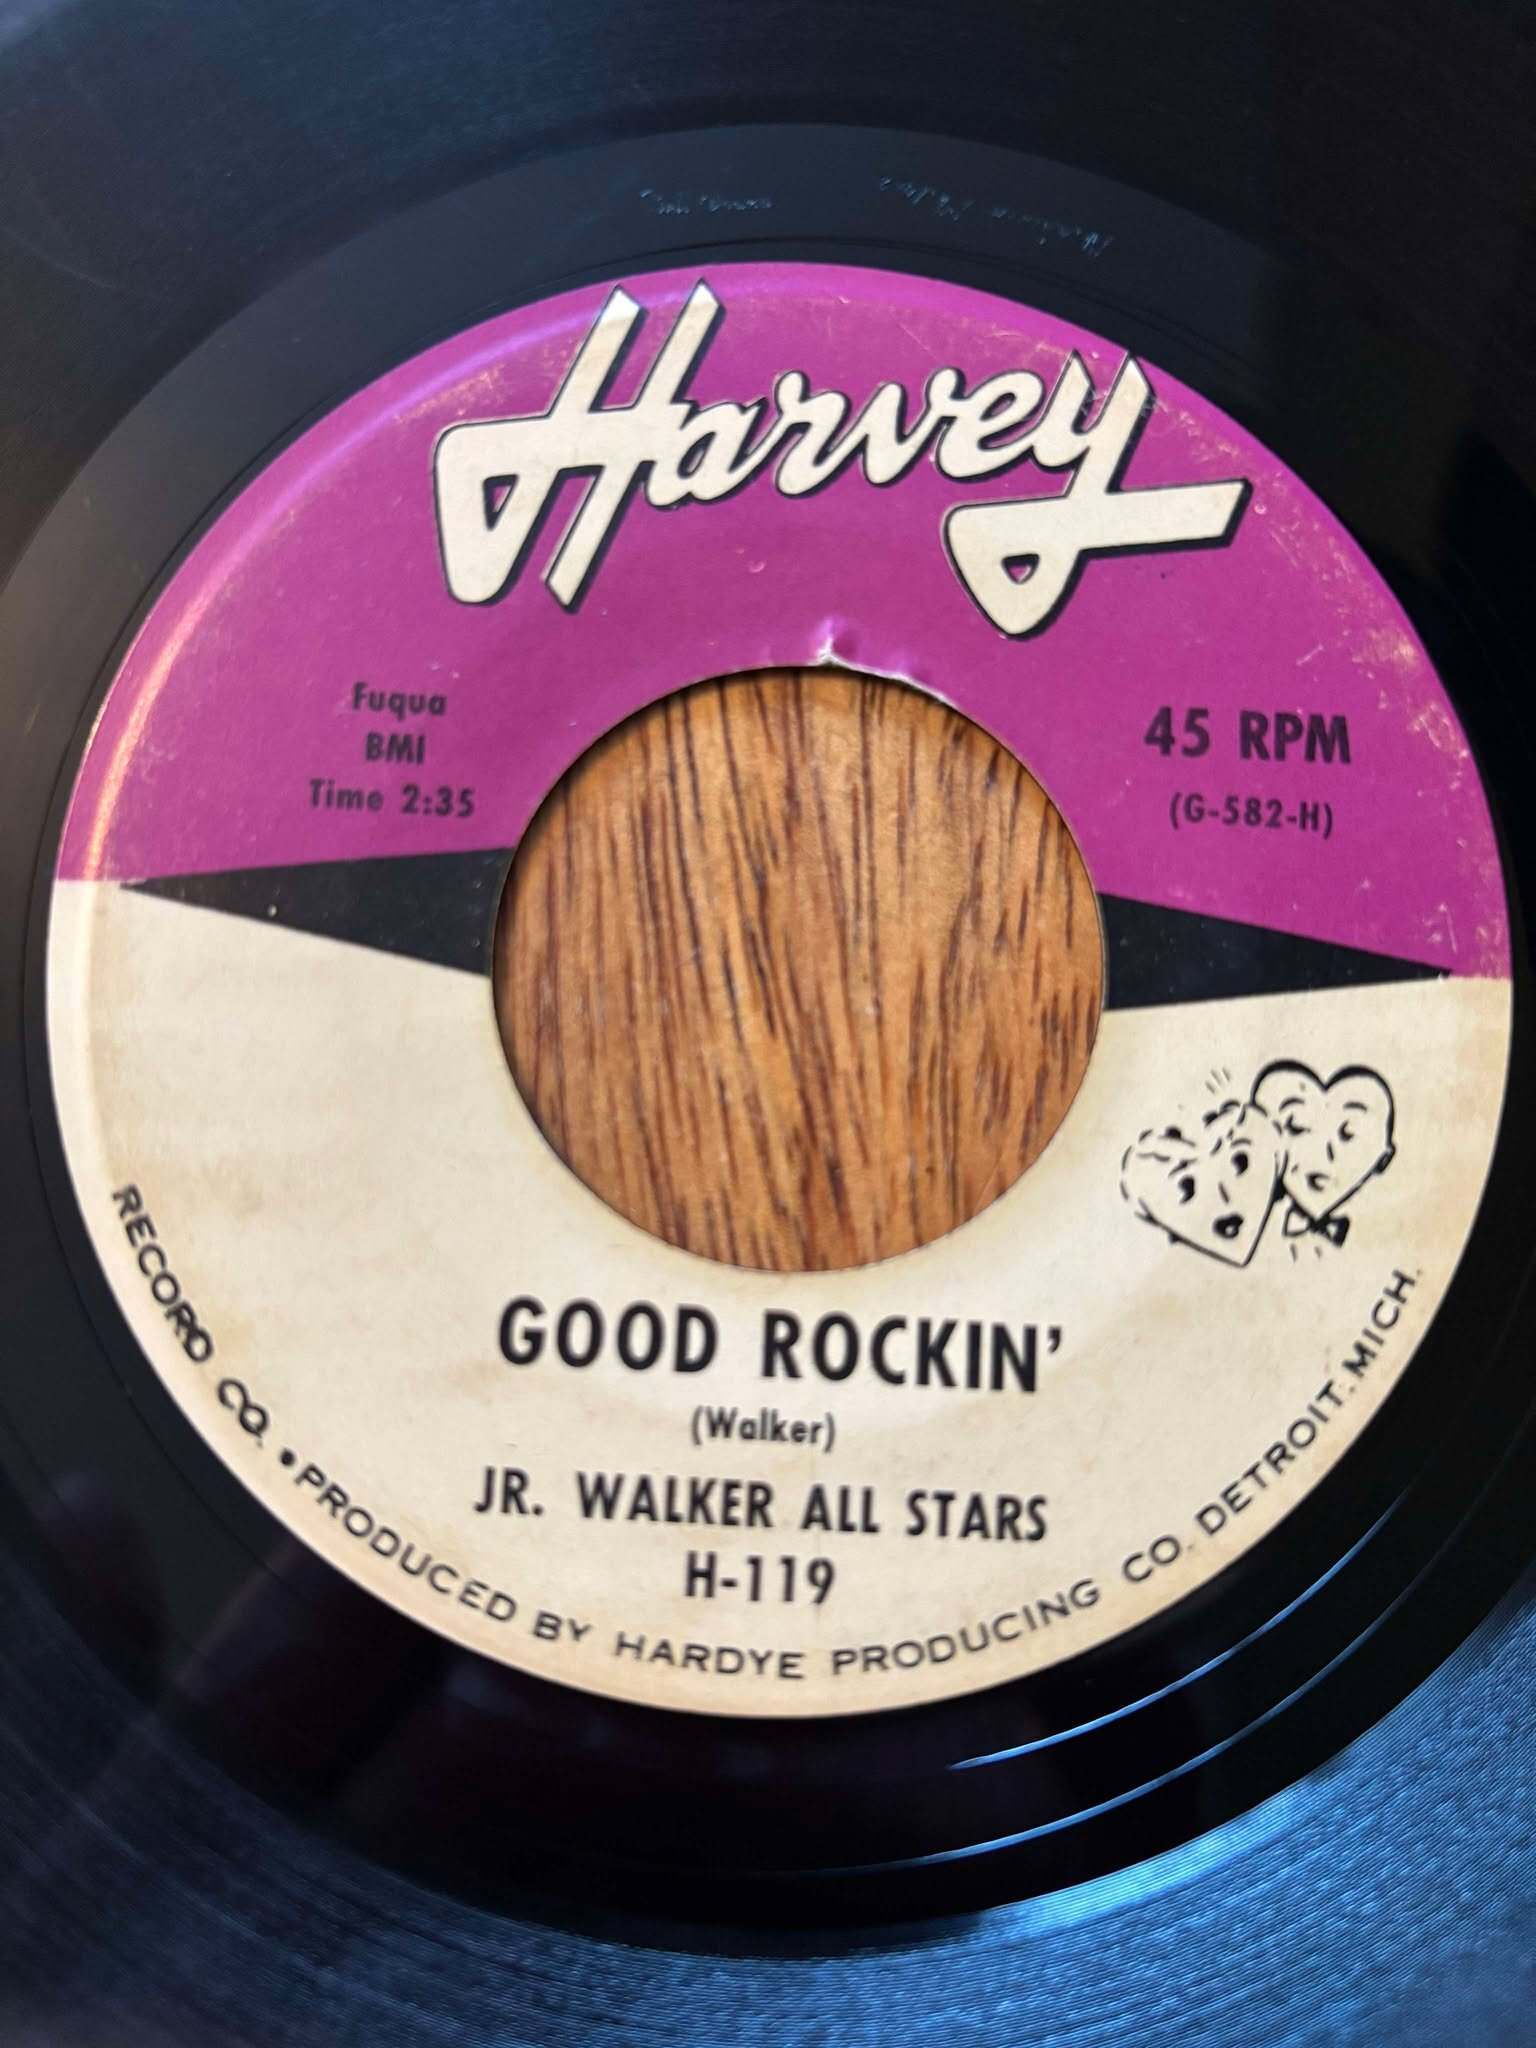 Harvey
Fuqua
BMI
Time 2:35
45 RPM
(G-582-H)
GOOD ROCKIN'
(Walker)
JR. WALKER ALL STARS
H-119
RECORD CO. • PRODUCED BY HARDYE PRODUCING CO. DETROIT. MICH.